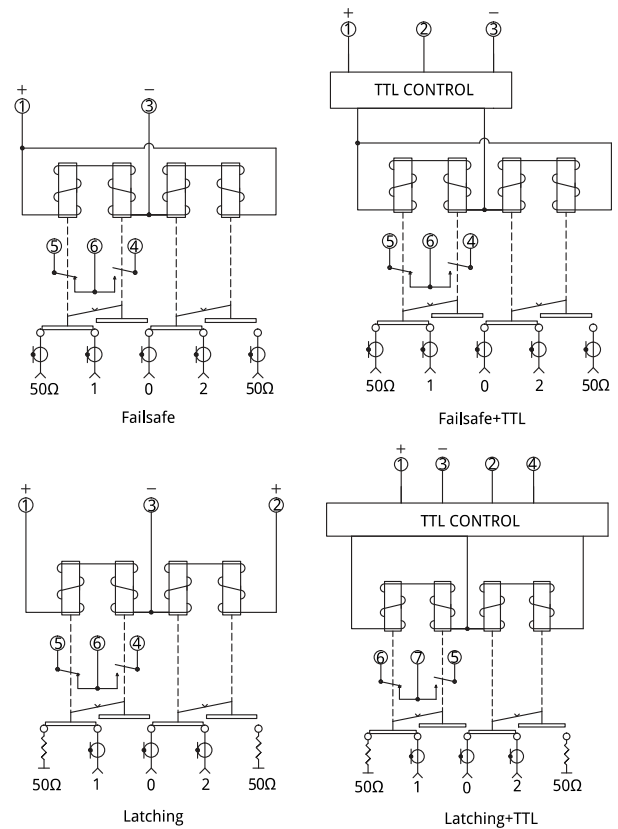 + − 
① ③
⑤ ⑥ ④
50Ω 1 0 2 50Ω
Failsafe
+ −
① ② ③
TTL CONTROL
⑤ ⑥ ④
50Ω 1 0 2 50Ω
Failsafe+TTL
+ − +
① ③ ②
⑤ ⑥ ④
50Ω 1 0 2 50Ω
Latching
+ −
① ③ ② ④
TTL CONTROL
⑥ ⑦ ⑤
50Ω 1 0 2 50Ω
Latching+TTL